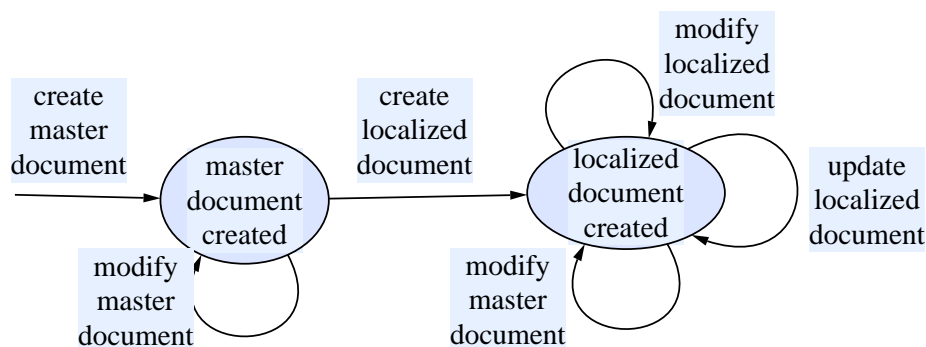 create
master
document
master
document
created
modify
master
document
create
localized
document
localized
document
created
modify
localized
document
update
localized
document
modify
master
document